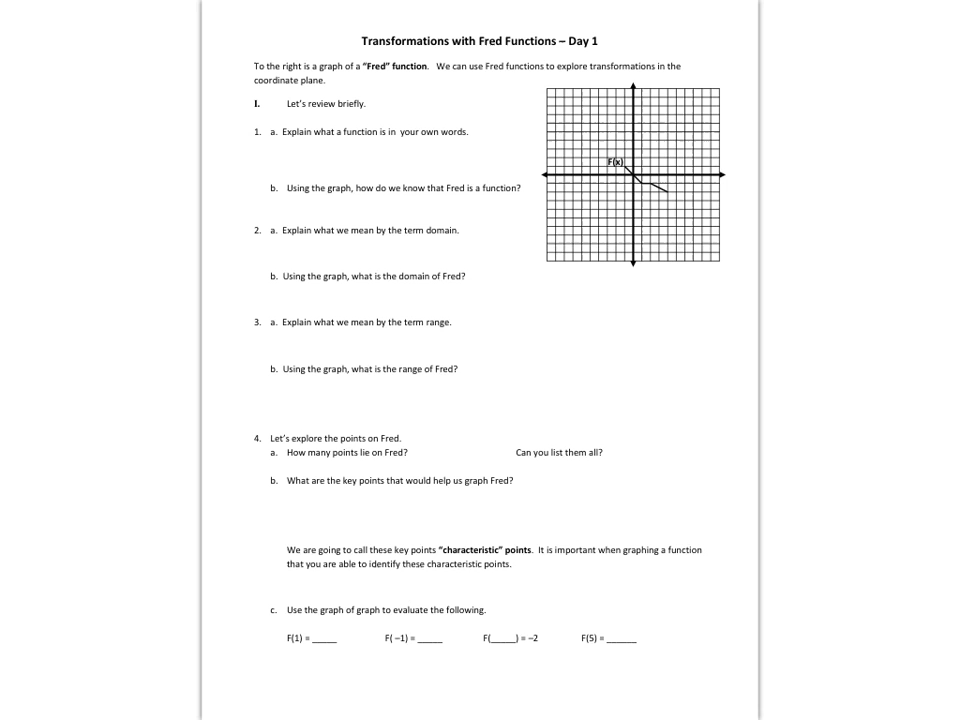 Transformations with Fred Functions – Day 1
To the right is a graph of a “Fred” function. We can use Fred functions to explore transformations in the
coordinate plane.
I. Let’s review briefly.
1. a. Explain what a function is in your own words.
F(x)
b. Using the graph, how do we know that Fred is a function?
2. a. Explain what we mean by the term domain.
b. Using the graph, what is the domain of Fred?
3. a. Explain what we mean by the term range.
b. Using the graph, what is the range of Fred?
4. Let’s explore the points on Fred.
a. How many points lie on Fred? Can you list them all?
b. What are the key points that would help us graph Fred?
We are going to call these key points “characteristic” points. It is important when graphing a function
that you are able to identify these characteristic points.
c. Use the graph of graph to evaluate the following.
F(1) = _____ F( –1) = _____ F(_____) = –2 F(5) = ______